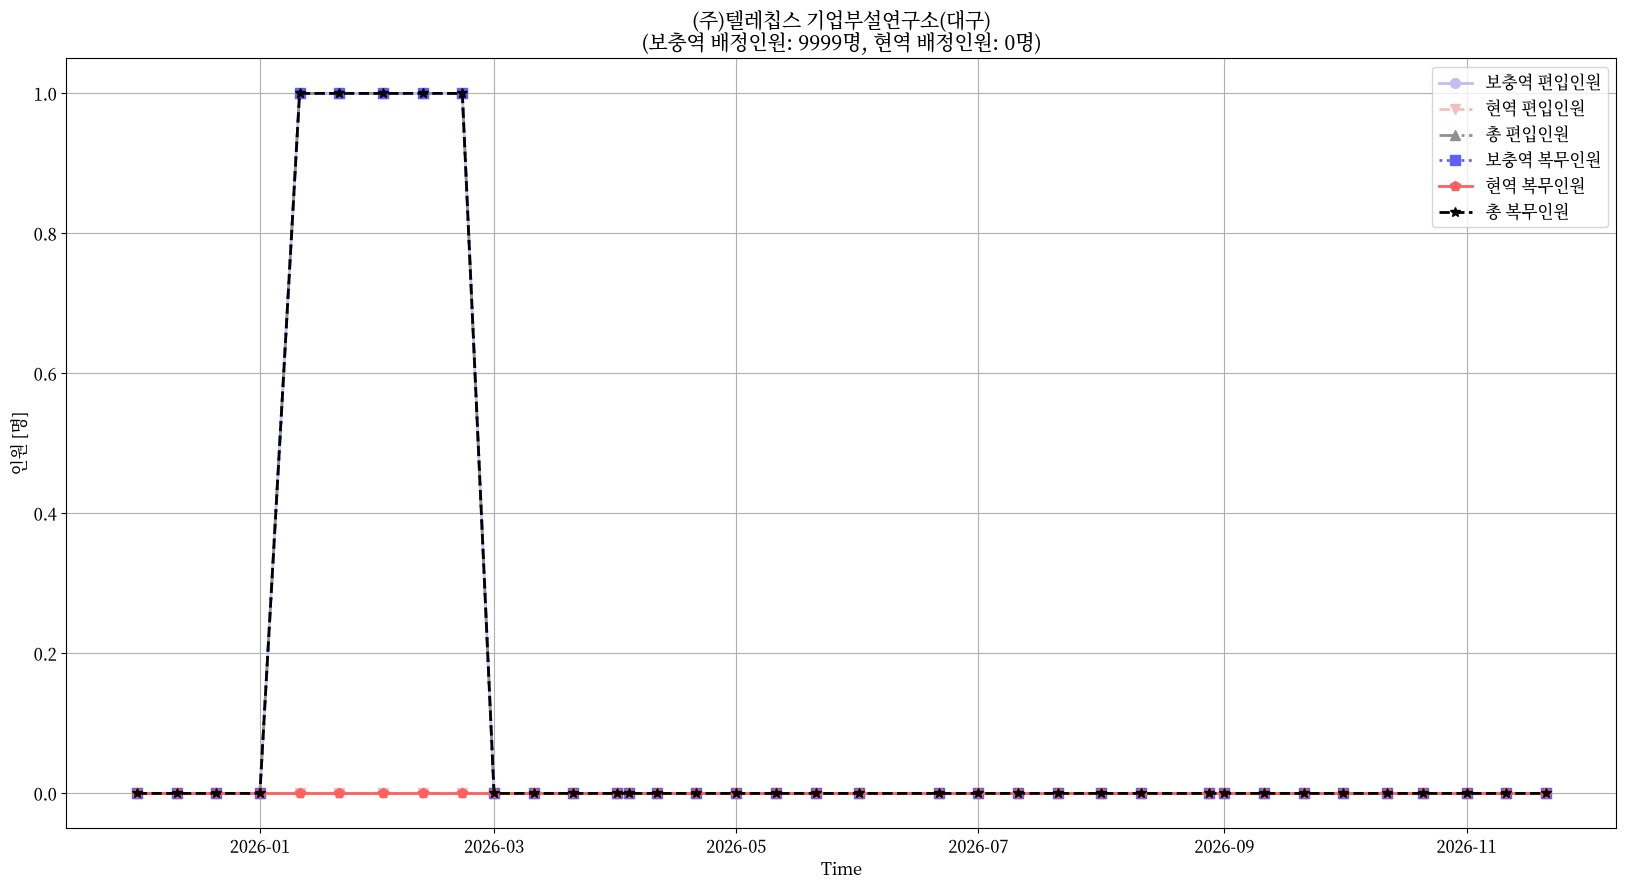 (주)텔레칩스 기업부설연구소(대구)
(보충역 배정인원: 9999명, 현역 배정인원: 0명)
보충역 편입인원
현역 편입인원
총 편입인원
보충역 복무인원
현역 복무인원
총 복무인원
인원 [명]
1.0
0.8
0.6
0.4
0.2
0.0
2026-01
2026-03
2026-05
2026-07
2026-09
2026-11
Time